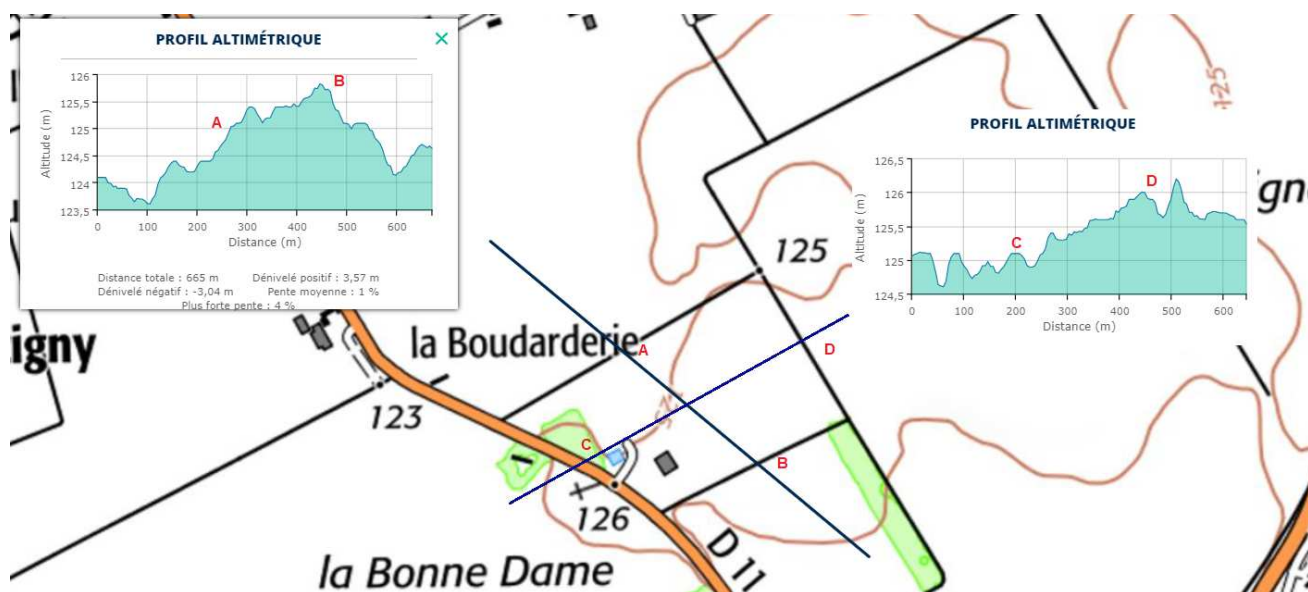 PROFIL ALTIMÉTRIQUE
×
126
125,5
125
124,5
124
123,5
Altitude (m)
A
B
0 100 200 300 400 500 600
Distance (m)
Distance totale : 665 m Dénivelé positif : 3,57 m
Dénivelé négatif : -3,04 m Pente moyenne : 1 %
Plus forte pente : 4 %
PROFIL ALTIMÉTRIQUE
126,5
126
125,5
125
124,5
Altitude (m)
C
D
0 100 200 300 400 500 600
Distance (m)
125
125
igny
la Boudarderie
A
D
123
125
C
B
126
la Bonne Dame
D 11